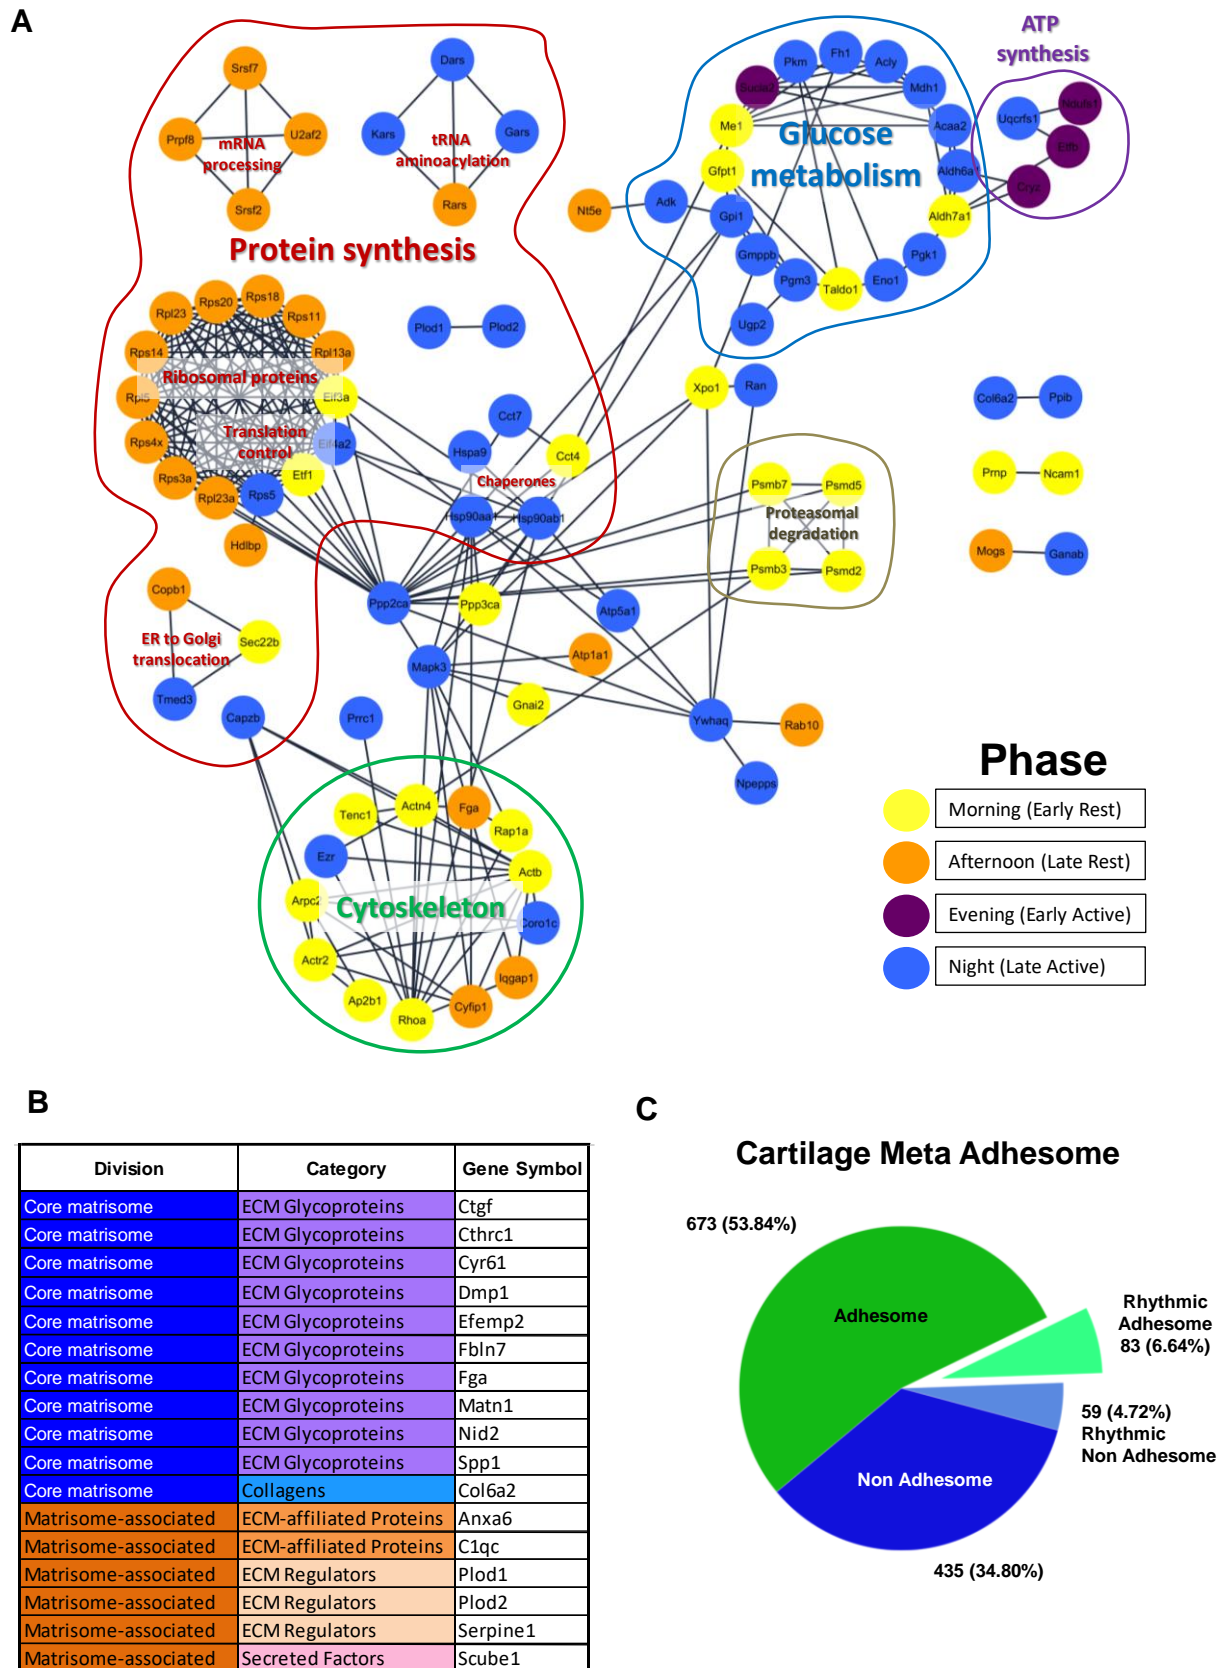 A
ATP
synthesis
Srsf7
Prpf8
U2af2
mRNA
processing
Srsf2
Dars
Kars
Gars
tRNA
aminoacylation
Rars
Protein synthesis
Pkm
Fh1
Acly
Sucla2
Mdh1
Me1
Acaa2
Glucose
metabolism
Gfpt1
Aldh6a1
Nt5e
Adk
Gpi1
Aldh7a1
Gmppb
Pgk1
Pgm3
Eno1
Taldo1
Ugp2
Uqcrfs1
Ndufs1
Etfb
Cryz
Rps18
Rps20
Rpl23
Rps11
Rps14
Rpl13a
Ribosomal proteins
Rpl5
Eif3a
Translation
control
Rps4x
Eif4a2
Rps3a
Etf1
Rpl23a
Rps5
Hdlbp
Plod1
Plod2
Cct7
Hspa9
Cct4
Chaperones
Hsp90aa1
Hsp90ab1
Xpo1
Ran
Col6a2
Ppib
Prnp
Ncam1
Mogs
Ganab
Psmb7
Psmd5
Proteasomal
degradation
Psmb3
Psmd2
Copb1
Sec22b
ER to Golgi
translocation
Tmed3
Ppp2ca
Ppp3ca
Atp5a1
Mapk3
Atp1a1
Gnai2
Capzb
Prrc1
Ywhaq
Rab10
Npepps
Tenc1
Actn4
Fga
Rap1a
Ezr
Actb
Arpc2
Cytoskeleton
Coro1c
Actr2
Iqgap1
Ap2b1
Rhoa
Cyfip1
Phase
Morning (Early Rest)
Afternoon (Late Rest)
Evening (Early Active)
Night (Late Active)
B
Division Category Gene Symbol
Core matrisome ECM Glycoproteins Ctgf
Core matrisome ECM Glycoproteins Cthrc1
Core matrisome ECM Glycoproteins Cyr61
Core matrisome ECM Glycoproteins Dmp1
Core matrisome ECM Glycoproteins Efemp2
Core matrisome ECM Glycoproteins Fbln7
Core matrisome ECM Glycoproteins Fga
Core matrisome ECM Glycoproteins Matn1
Core matrisome ECM Glycoproteins Nid2
Core matrisome ECM Glycoproteins Spp1
Core matrisome Collagens Col6a2
Matrisome-associated ECM-affiliated Proteins Anxa6
Matrisome-associated ECM-affiliated Proteins C1qc
Matrisome-associated ECM Regulators Plod1
Matrisome-associated ECM Regulators Plod2
Matrisome-associated ECM Regulators Serpine1
Matrisome-associated Secreted Factors Scube1
C
Cartilage Meta Adhesome
673 (53.84%)
Adhesome
Rhythmic
Adhesome
83 (6.64%)
59 (4.72%)
Rhythmic
Non Adhesome
Non Adhesome
435 (34.80%)